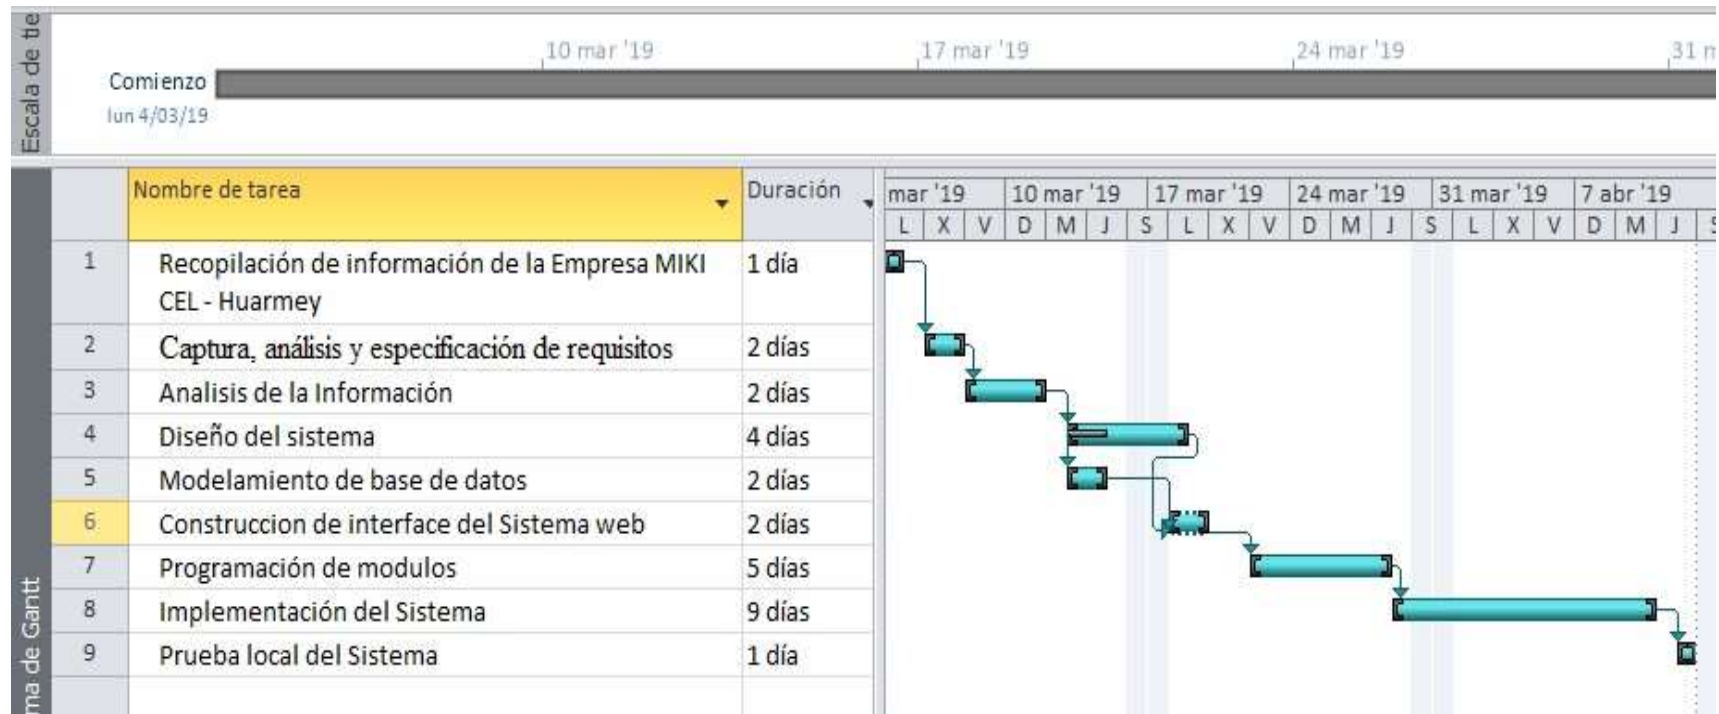 Escala de tie
10 mar '19
17 mar '19
24 mar '19
31 m
Comienzo
lun 4/03/19
Nombre de tarea
Duración
mar '19 10 mar '19 17 mar '19 24 mar '19 31 mar '19 7 abr '19
L X V D M J S L X V D M J S L X V D M J S
1 Recopilación de información de la Empresa MIKI 1 día
CEL - Huarmey
2 Captura, análisis y especificación de requisitos 2 días
3 Analisis de la Información 2 días
4 Diseño del sistema 4 días
5 Modelamiento de base de datos 2 días
6 Construccion de interface del Sistema web 2 días
7 Programación de modulos 5 días
8 Implementación del Sistema 9 días
9 Prueba local del Sistema 1 día
ma de Gantt